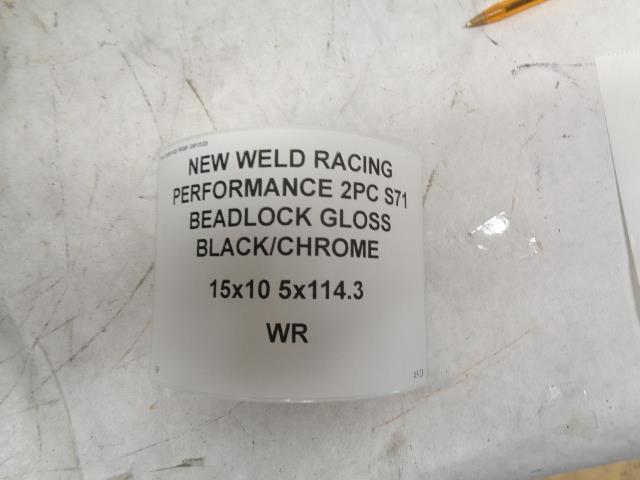 NEW WELD RACING
PERFORMANCE 2PC S71
BEADLOCK GLOSS
BLACK/CHROME
15x10 5x114.3
WR